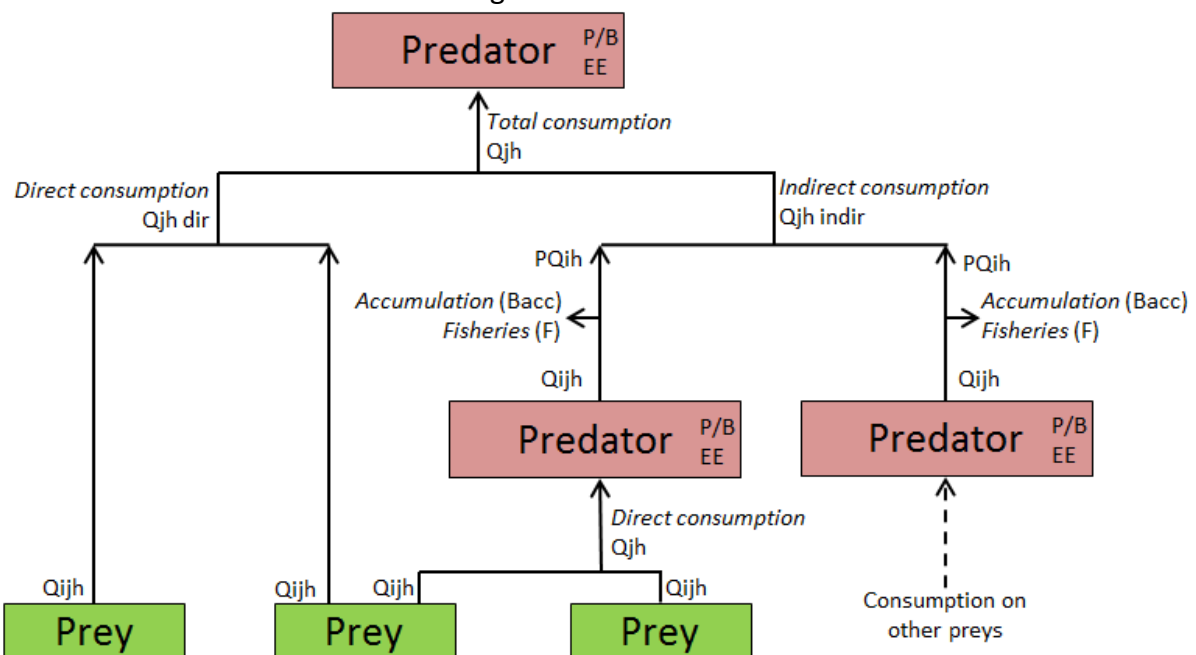 Predator
P/B
EE
Total consumption
Qjh
Direct consumption
Qjh dir
Indirect consumption
Qjh indir
PQih
PQih
Accumulation (Bacc)
Fisheries (F)
Accumulation (Bacc)
Fisheries (F)
Qijh
Qijh
Predator
P/B
EE
Predator
P/B
EE
Direct consumption
Qjh
Qijh
Qijh
Qijh
Qijh
Consumption on
other preys
Prey
Prey
Prey